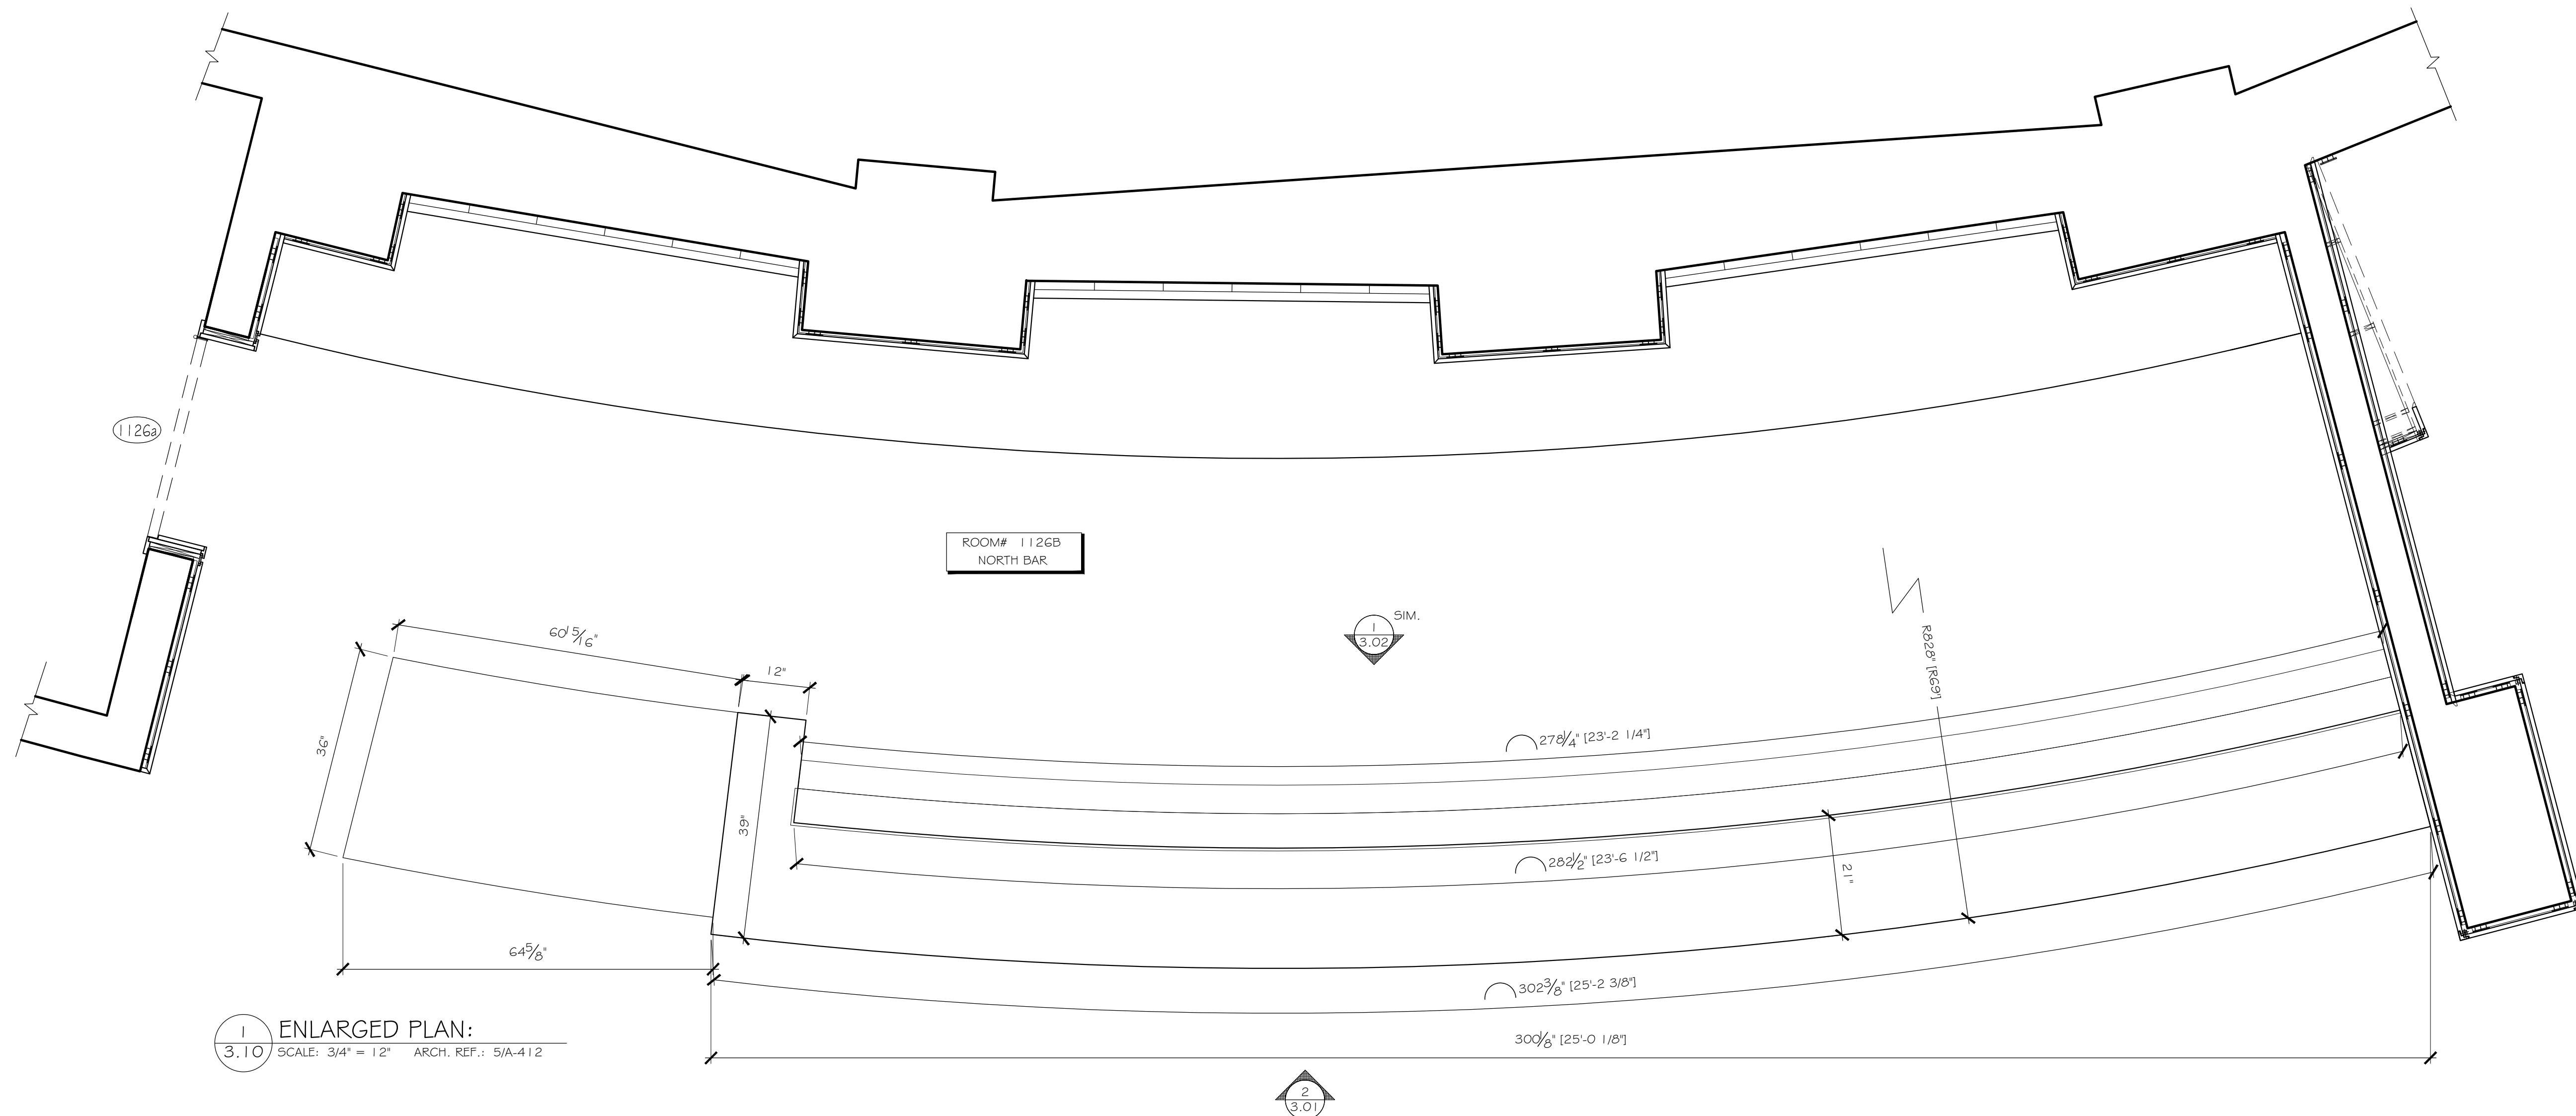 1126a
ROOM# 1126B
NORTH BAR
1
3.02
SIM.
R828" [R69']
60 15/16"
12"
36"
39"
278 1/4" [23'-2 1/4"]
282 1/2" [23'-6 1/2"]
21"
64 5/8"
302 3/8" [25'-2 3/8"]
300 1/8" [25'-0 1/8"]
1
3.10
ENLARGED PLAN:
SCALE: 3/4" = 12" ARCH. REF.: 5/A-412
2
3.01